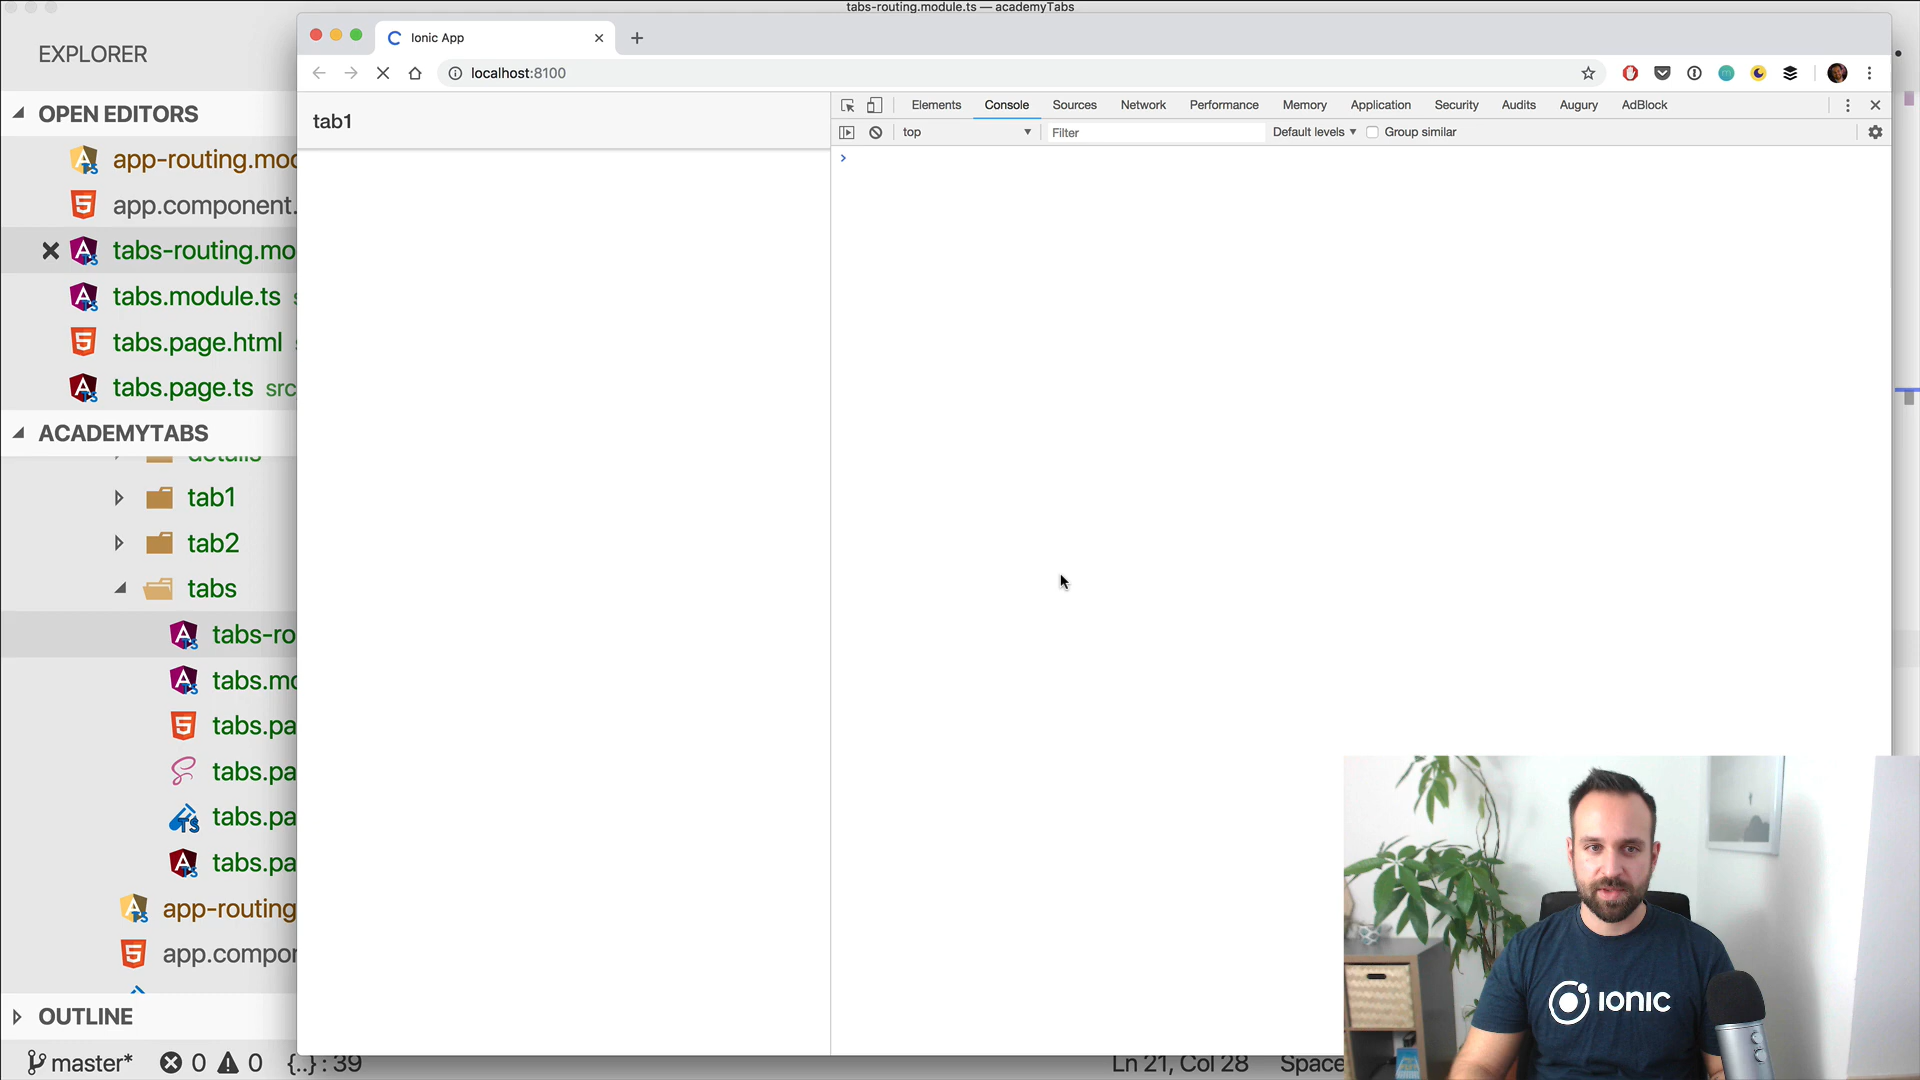 tabs-routing.module.ts — academyTabs
EXPLORER
OPEN EDITORS
app-routing.mod
app.component.
tabs-routing.mo
tabs.module.ts s
tabs.page.html
tabs.page.ts src
ACADEMYTABS
details
tab1
tab2
tabs
tabs-ro
tabs.mo
tabs.pa
tabs.pa
tabs.pa
tabs.pa
app-routing
app.compon
OUTLINE
master* 0 0 {..} : 39
Ln 21, Col 28 Space
Ionic App
localhost:8100
tab1
Elements Console Sources Network Performance Memory Application Security Audits Augury AdBlock
top Filter Default levels Group similar
IONIC